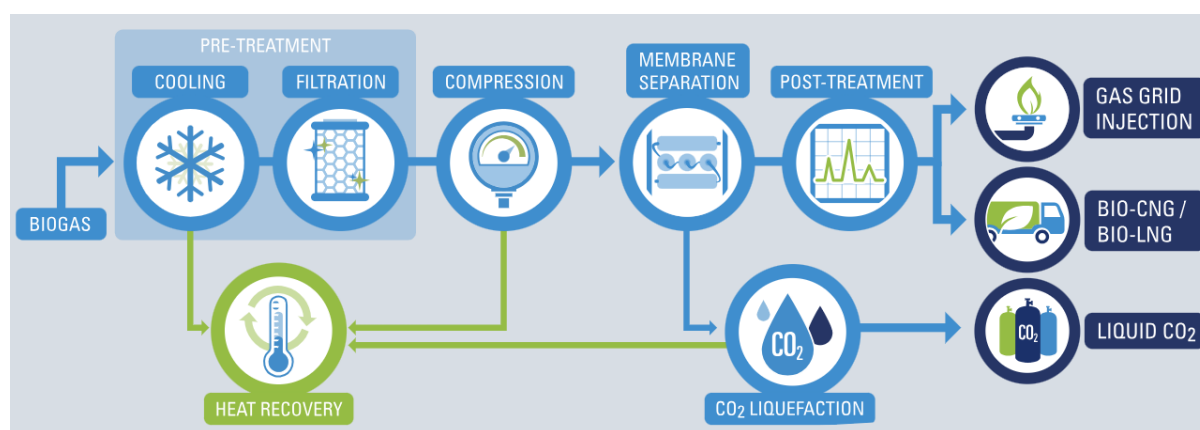 PRE-TREATMENT
COOLING
FILTRATION
COMPRESSION
MEMBRANE
SEPARATION
POST-TREATMENT
GAS GRID
INJECTION
BIOGAS
BIO-CNG /
BIO-LNG
CO₂
CO₂
LIQUID CO₂
HEAT RECOVERY
CO₂ LIQUEFACTION